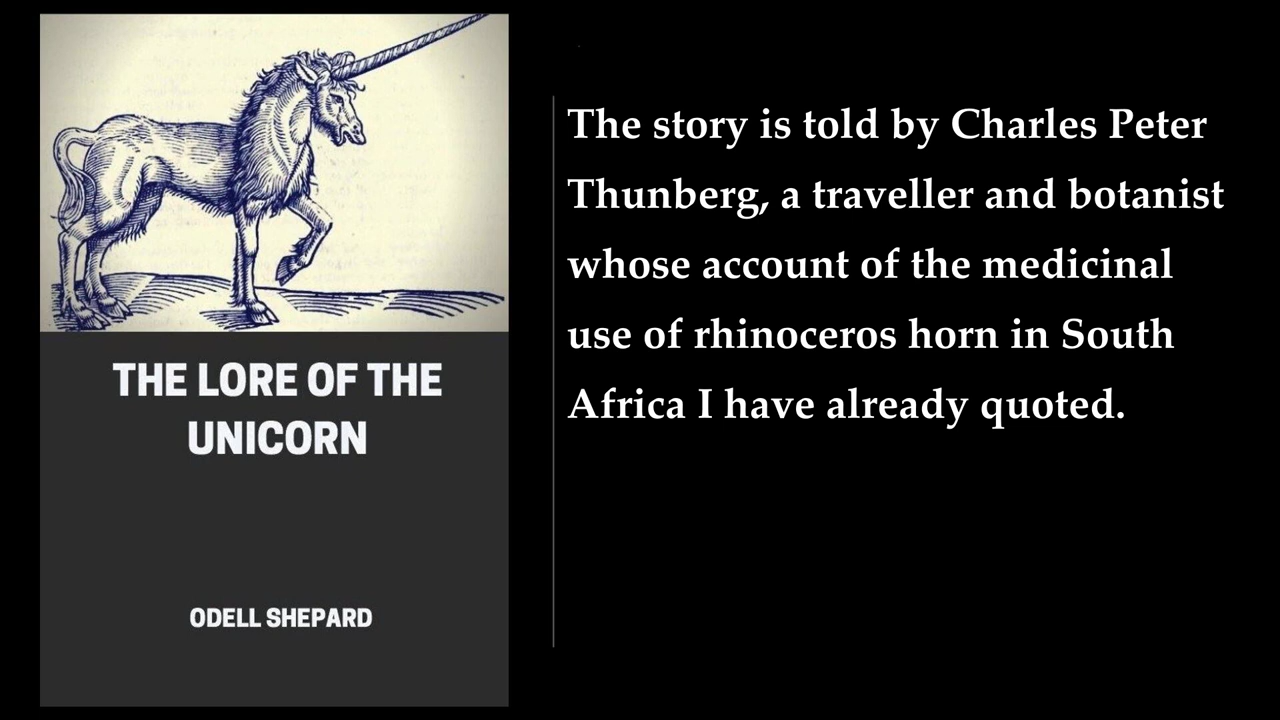 THE LORE OF THE
UNICORN
ODELL SHEPARD
The story is told by Charles Peter
Thunberg, a traveller and botanist
whose account of the medicinal
use of rhinoceros horn in South
Africa I have already quoted.